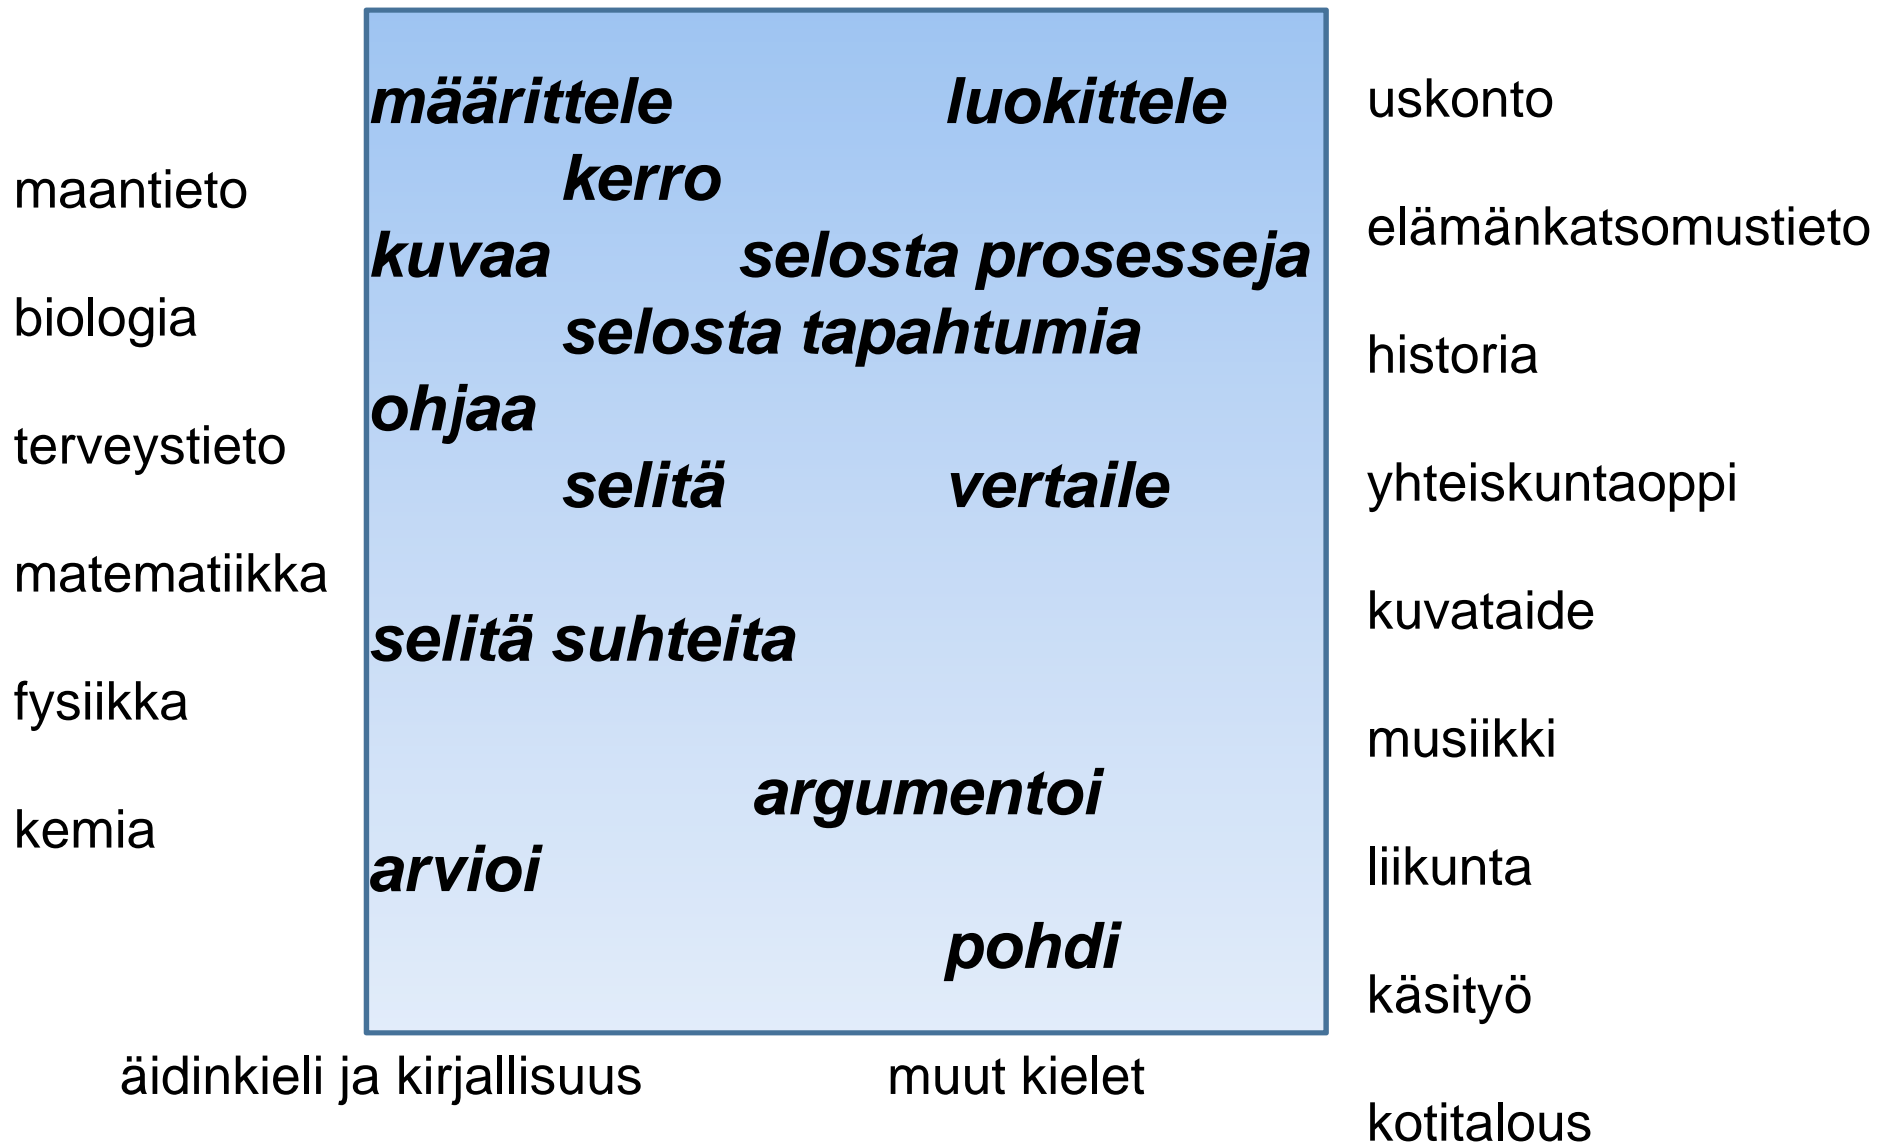 määrittele luokittele
kerro
kuvaa selosta prosesseja
selosta tapahtumia
ohjaa
selitä vertaile
selitä suhteita
argumentoi
arvioi
pohdi
maantieto
biologia
terveystieto
matematiikka
fysiikka
kemia
uskonto
elämänkatsomustieto
historia
yhteiskuntaoppi
kuvataide
musiikki
liikunta
käsityö
kotitalous
äidinkieli ja kirjallisuus
muut kielet